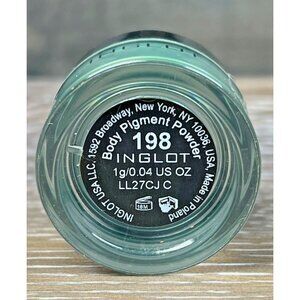 INGLOT USA LLC, 1592 Broadway, New York, NY 10036, USA, Made in Poland
Body Pigment Powder
198
INGLOT
1g/0.04 US OZ
LL27CJ C
18M